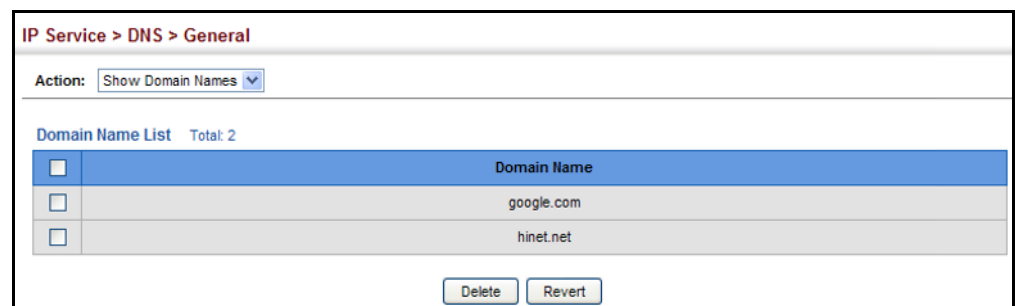 IP Service > DNS > General
Action: Show Domain Names
Domain Name List Total: 2
Domain Name
google.com
hinet.net
Delete Revert